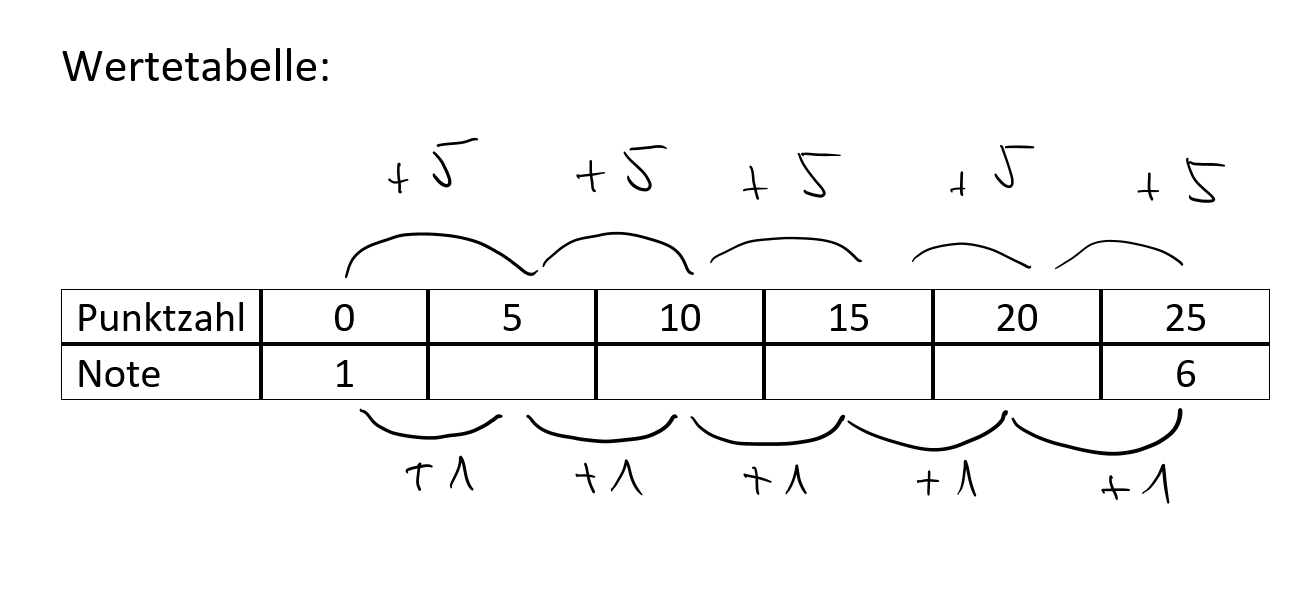 Wertetabelle:
+5 +5 +5 +5 +5
Punktzahl 0 5 10 15 20 25
Note 1 6
+1 +1 +1 +1 +1